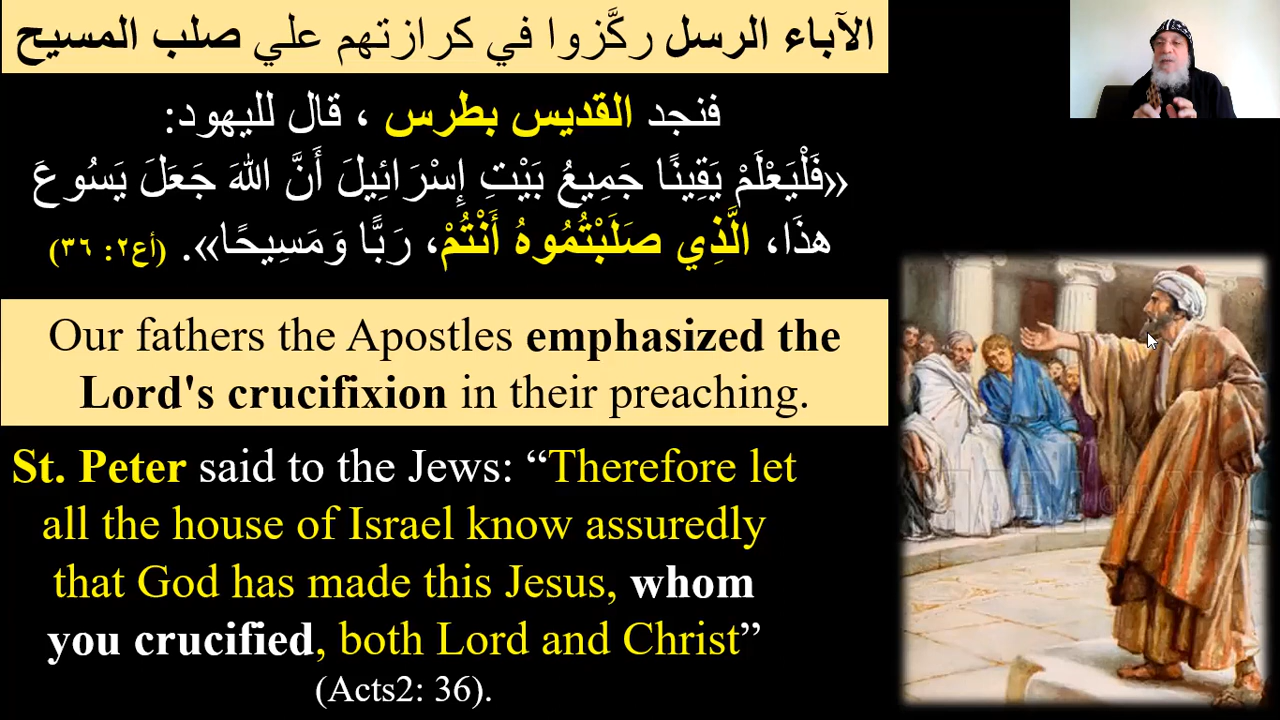 الآباء الرسل ركَّزوا في كرازتهم علي صلب المسيح
فنجد القديس بطرس ، قال لليهود:
«فَلْيَعْلَمْ يَقِينًا جَمِيعُ بَيْتِ إِسْرَائِيلَ أَنَّ اللهَ جَعَلَ يَسُوعَ
هذَا، الَّذِي صَلَبْتُمُوهُ أَنْتُمْ، رَبًّا وَمَسِيحًا». (أع٢: ٣٦)
Our fathers the Apostles emphasized the
Lord's crucifixion in their preaching.
St. Peter said to the Jews: “Therefore let
all the house of Israel know assuredly
that God has made this Jesus, whom
you crucified, both Lord and Christ”
(Acts2: 36).